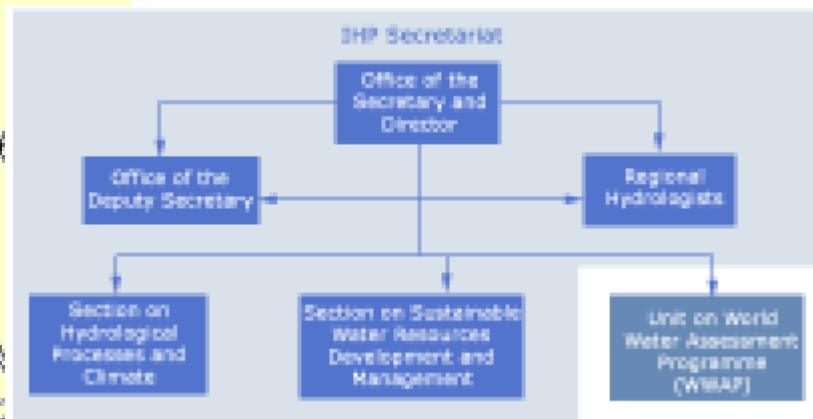 IHP Secretariat
Office of the
Secretary and
Director
Office of the
Deputy Secretary
Regional
Hydrologists
Section on
Hydrological
Processes and
Climate
Section on Sustainable
Water Resources
Development and
Management
Unit on World
Water Assessment
Programme
(WWAP)